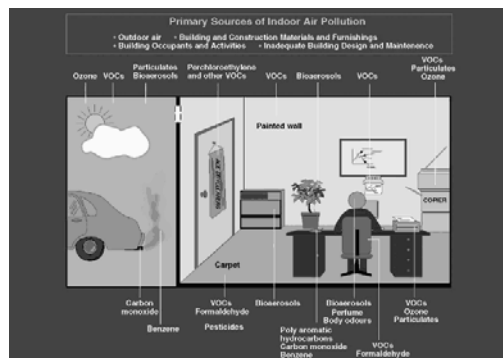 Primary Sources of Indoor Air Pollution
• Outdoor air • Building and Construction Materials and Furnishings
• Building Occupants and Activities • Inadequate Building Design and Maintenence
Ozone
VOCs
Particulates
Bioaerosols
Perchloroethylene
and other VOCs
VOCs
Bioaerosols
VOCs
VOCs
Particulates
Ozone
Painted wall
COPIER
Carpet
Carbon
monoxide
Benzene
VOCs
Formaldehyde
Pesticides
Bioaerosols
Poly aromatic
hydrocarbons
Carbon monoxide
Benzene
Bioaerosols
Perfume
Body odours
VOCs
Formaldehyde
VOCs
Ozone
Particulates